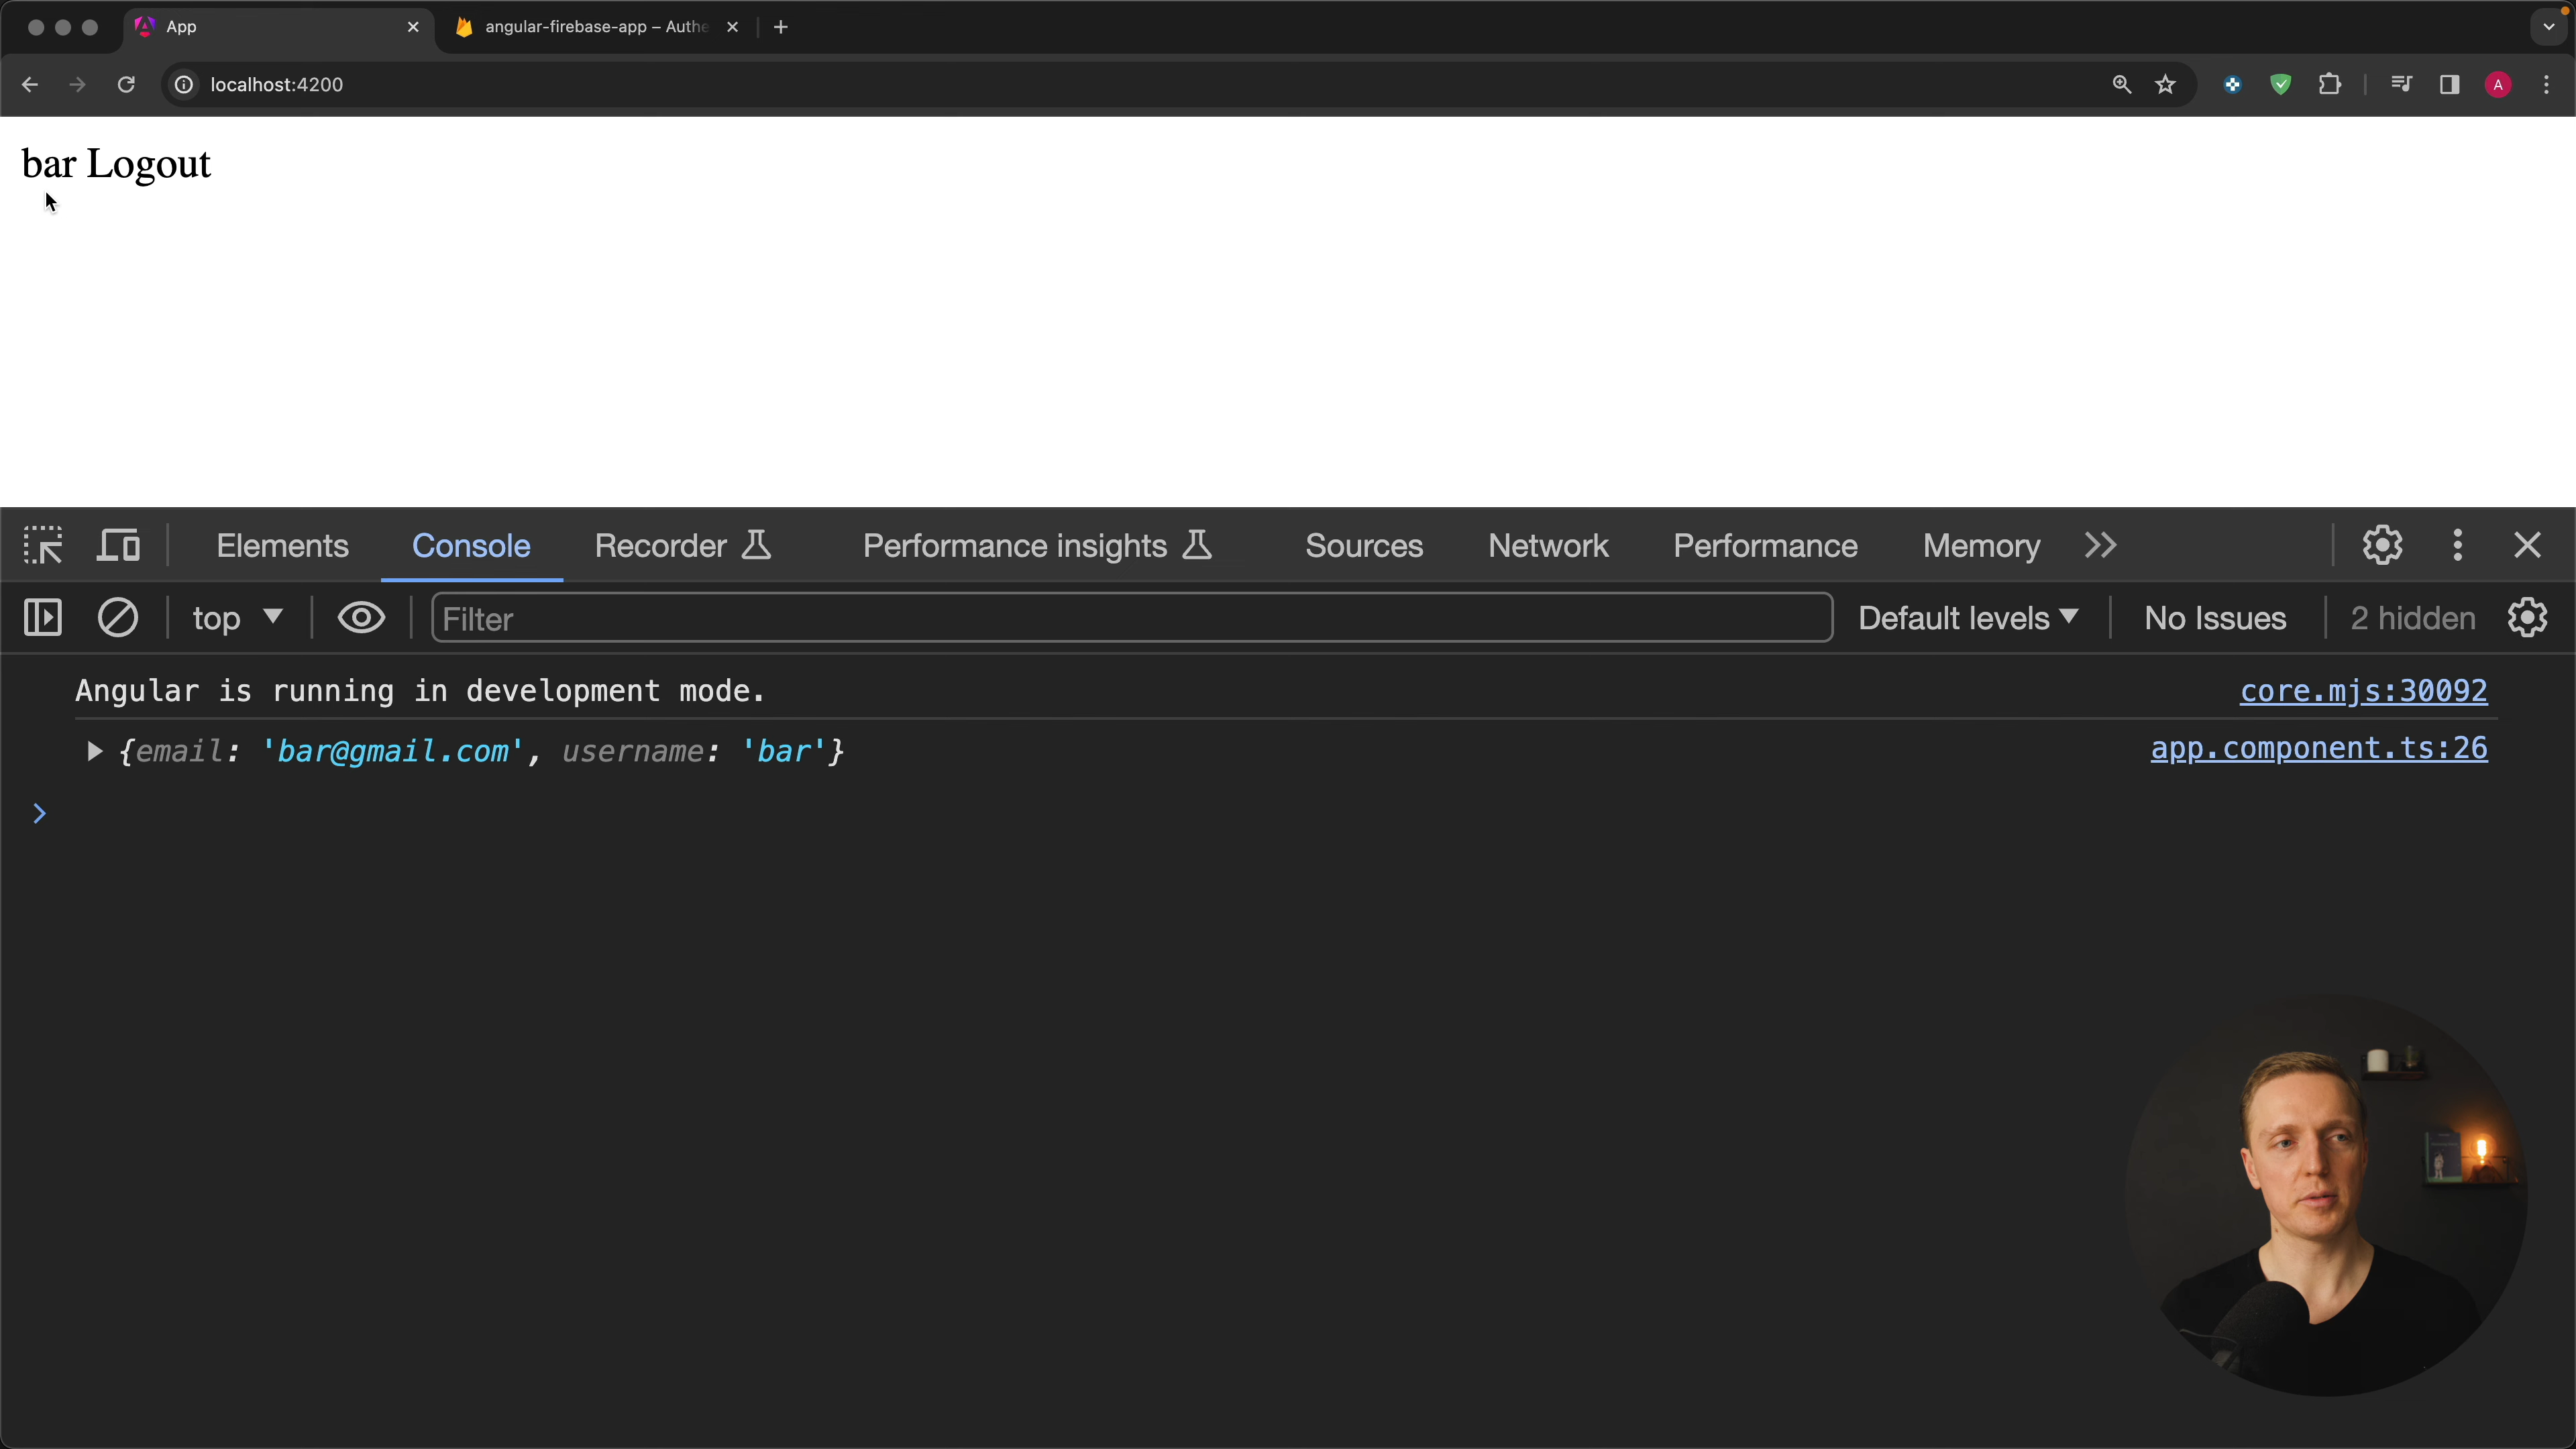 App
angular-firebase-app – Authe
localhost:4200
A
bar Logout
Elements Console Recorder Performance insights Sources Network Performance Memory
top Filter Default levels No Issues 2 hidden
Angular is running in development mode. core.mjs:30092
{email: 'bar@gmail.com', username: 'bar'} app.component.ts:26